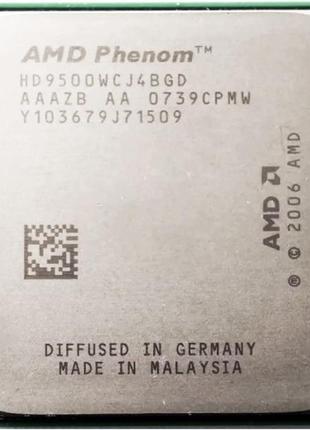 AMD Phenom™
HD9500WCJ4BGD
AAAZB AA 0739CPMW
Y103679J71509
AMD
© 2006 AMD
DIFFUSED IN GERMANY
MADE IN MALAYSIA